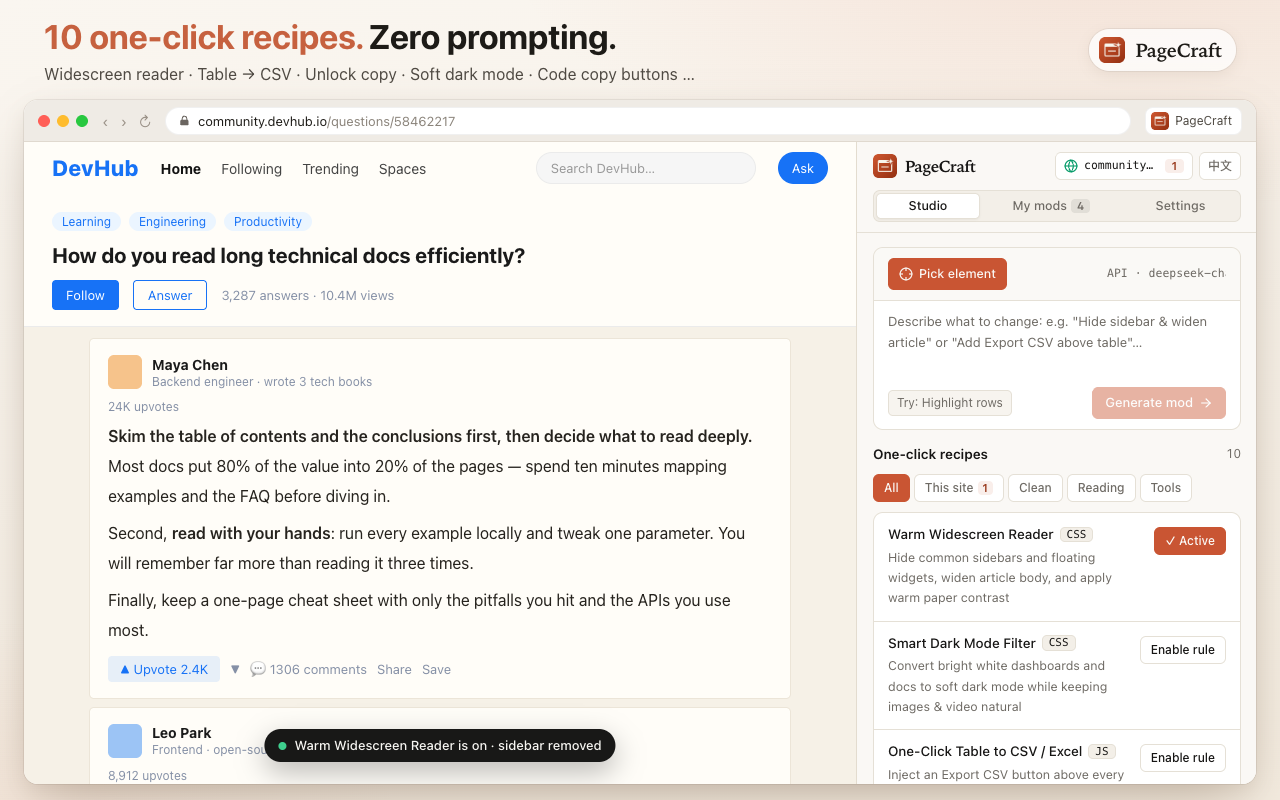 10 one-click recipes. Zero prompting.
Widescreen reader · Table → CSV · Unlock copy · Soft dark mode · Code copy buttons ...
PageCraft
community.devhub.io/questions/58462217
PageCraft
DevHub
Home
Following
Trending
Spaces
Search DevHub...
Ask
Learning
Engineering
Productivity
How do you read long technical docs efficiently?
Follow
Answer
3,287 answers · 10.4M views
Maya Chen
Backend engineer · wrote 3 tech books
24K upvotes
Skim the table of contents and the conclusions first, then decide what to read deeply.
Most docs put 80% of the value into 20% of the pages — spend ten minutes mapping
examples and the FAQ before diving in.
Second, read with your hands: run every example locally and tweak one parameter. You
will remember far more than reading it three times.
Finally, keep a one-page cheat sheet with only the pitfalls you hit and the APIs you use
most.
▲ Upvote 2.4K
▼
💬 1306 comments
Share
Save
Leo Park
Frontend · open-sou
8,912 upvotes
Warm Widescreen Reader is on · sidebar removed
PageCraft
community…
1
中文
Studio
My mods 4
Settings
Pick element
API · deepseek-ch
Describe what to change: e.g. "Hide sidebar & widen
article" or "Add Export CSV above table"...
Try: Highlight rows
Generate mod →
One-click recipes
10
All
This site 1
Clean
Reading
Tools
Warm Widescreen Reader CSS
✓ Active
Hide common sidebars and floating
widgets, widen article body, and apply
warm paper contrast
Smart Dark Mode Filter CSS
Enable rule
Convert bright white dashboards and
docs to soft dark mode while keeping
images & video natural
One-Click Table to CSV / Excel JS
Enable rule
Inject an Export CSV button above every